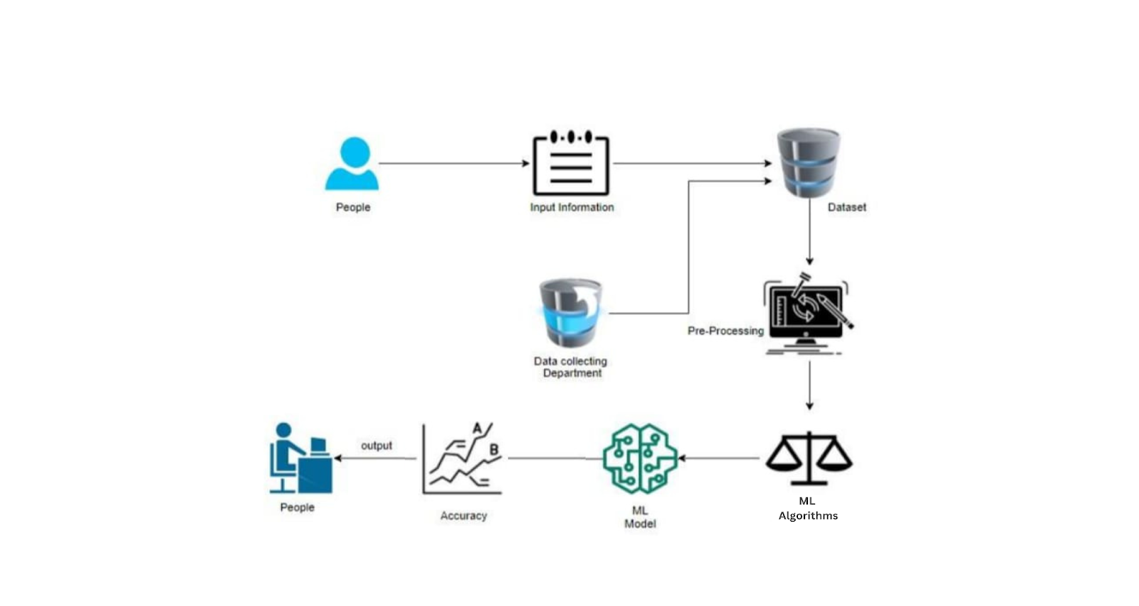 People
Input Information
Dataset
Data collecting
Department
Pre-Processing
output
A
B
People
Accuracy
ML
Model
ML
Algorithms